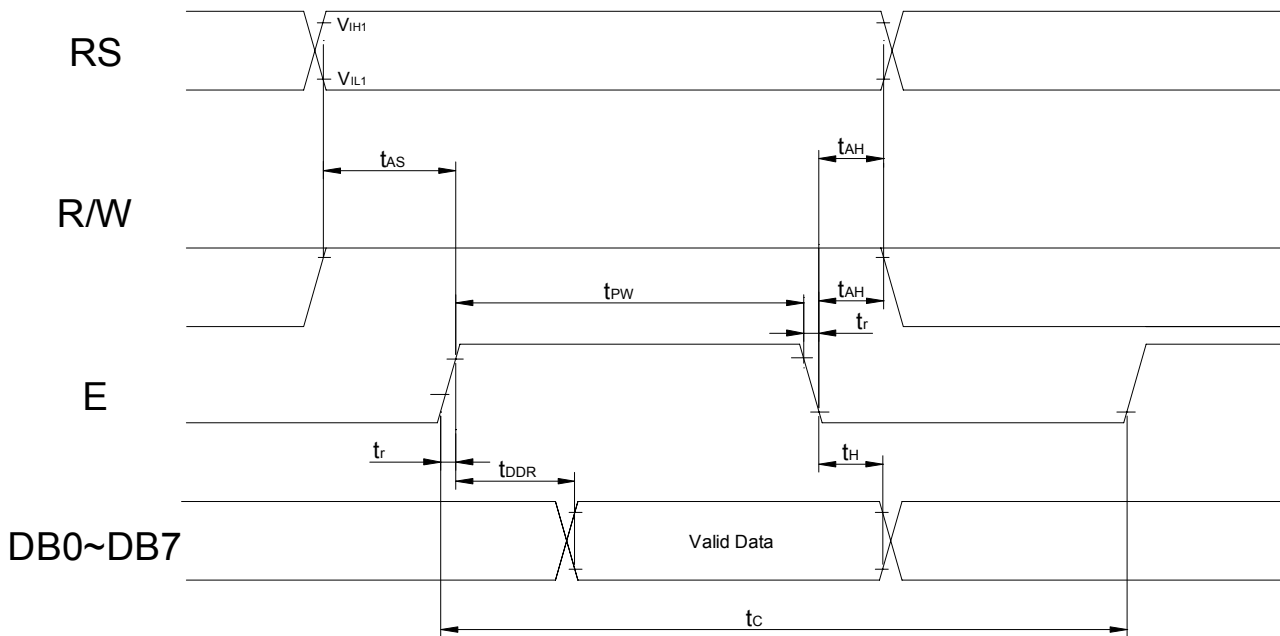 RS
VIH1
VIL1
tAS
tAH
R/W
tPW
tAH
tr
E
tr
tDDR
tH
DB0~DB7
Valid Data
tC